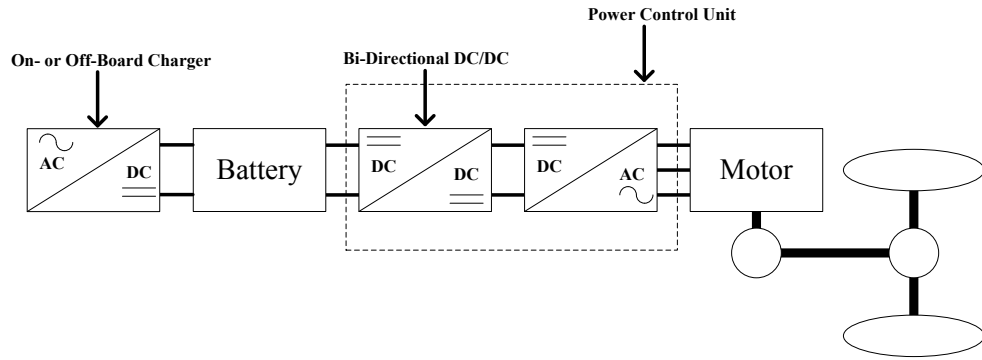 Power Control Unit
On- or Off-Board Charger
Bi-Directional DC/DC
AC
DC
Battery
DC
DC
DC
AC
Motor